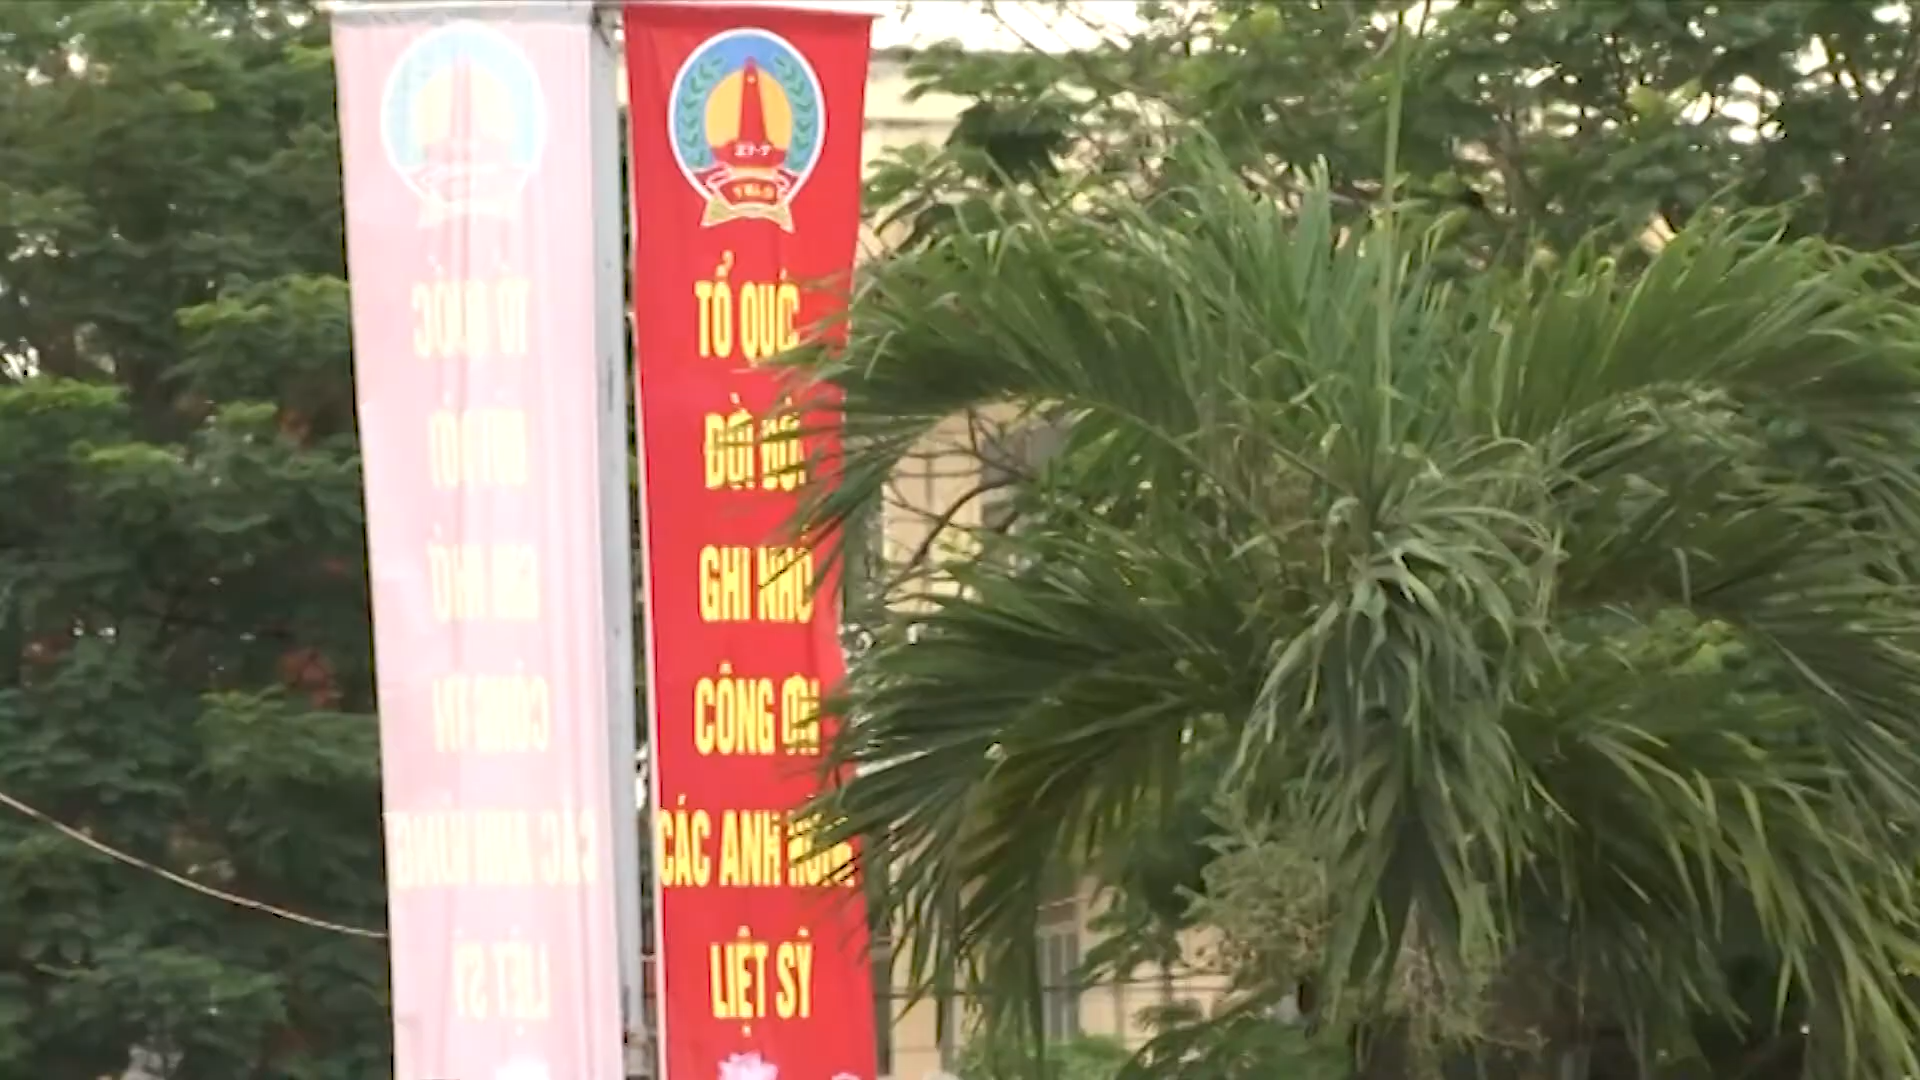 27-7
TỔ QUỐC
ĐỜI ĐỜI
GHI NHỚ
CÔNG ƠN
CÁC ANH HÙNG
LIỆT SỸ